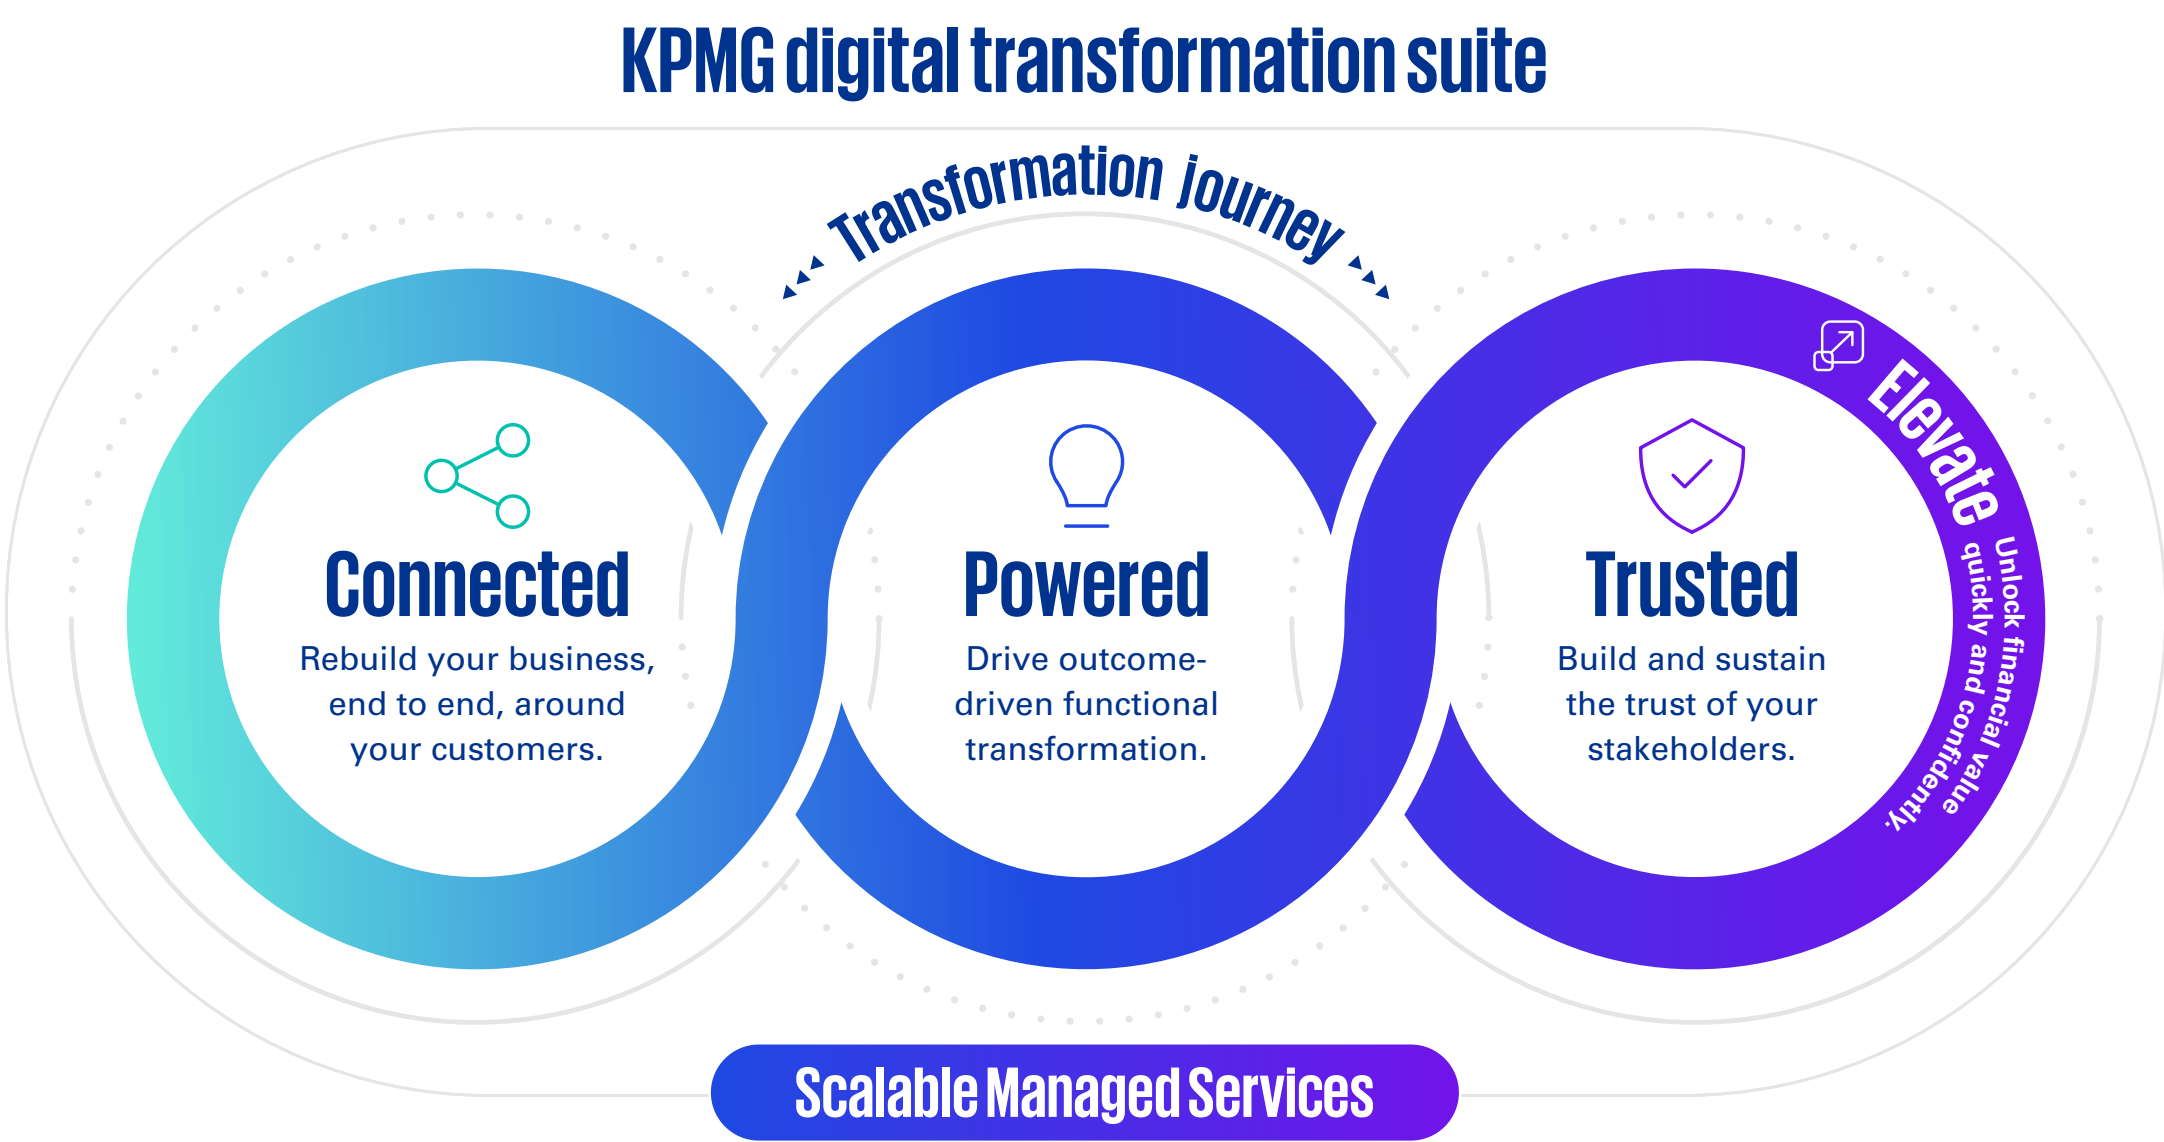 KPMG digital transformation suite
Transformation journey
Connected
Rebuild your business,
end to end, around
your customers.
Powered
Drive outcome-
driven functional
transformation.
Trusted
Build and sustain
the trust of your
stakeholders.
Elevate
Unlock financial value
quickly and confidently.
Scalable Managed Services